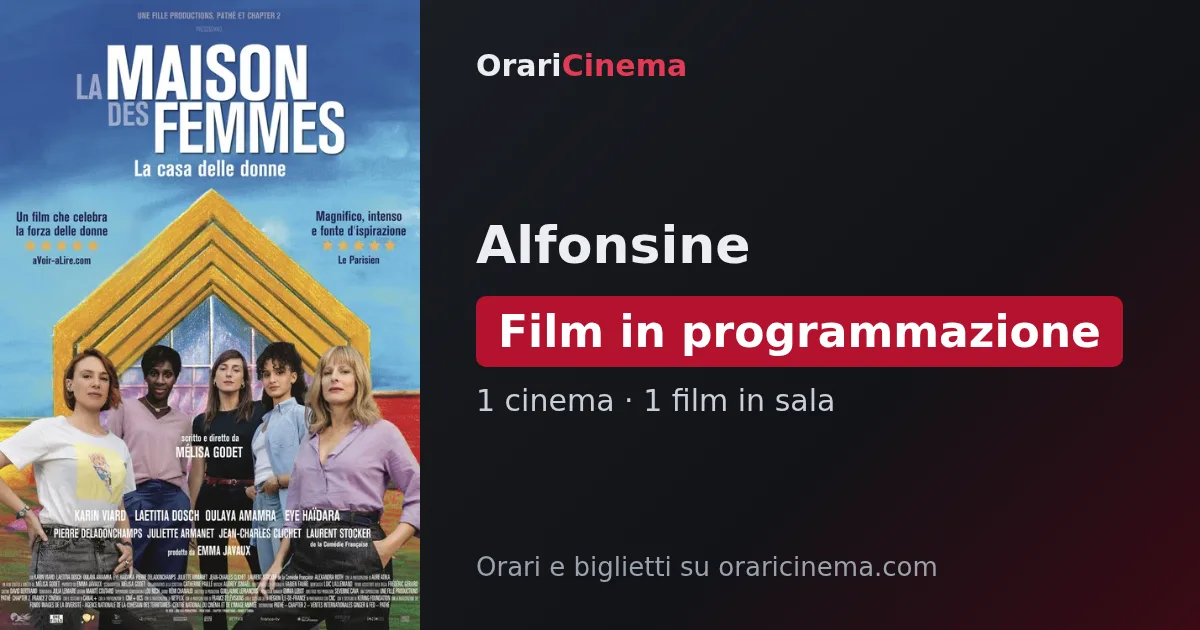 UNE FILLE PRODUCTIONS, PATHÉ ET CHAPTER 2
LA MAISON
DES FEMMES
La casa delle donne
Un film che celebra
la forza delle donne
aVoir-aLire.com
Magnifico, intenso
e fonte d'ispirazione
Le Parisien
scritto e diretto da
MÉLISA GODET
KARIN VIARD LAETITIA DOSCH OULAYA AMAMRA EYE HAÏDARA
PIERRE DELADONCHAMPS JULIETTE ARMANET JEAN-CHARLES CLICHET LAURENT STOCKER
de la Comédie Française
prodotto da EMMA JAVAUX
OrariCinema
Alfonsine
Film in programmazione
1 cinema · 1 film in sala
Orari e biglietti su oraricinema.com